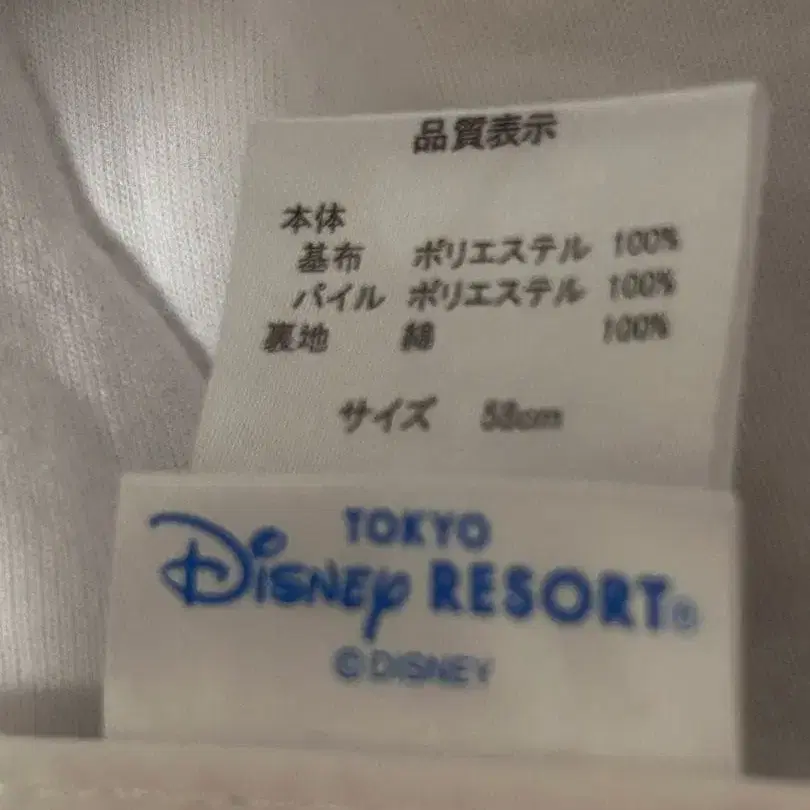 品質表示
本体
基布 ポリエステル 100%
パイル ポリエステル 100%
裏地 綿 100%
サイズ 58cm
TOKYO
Disney RESORT®
© DISNEY